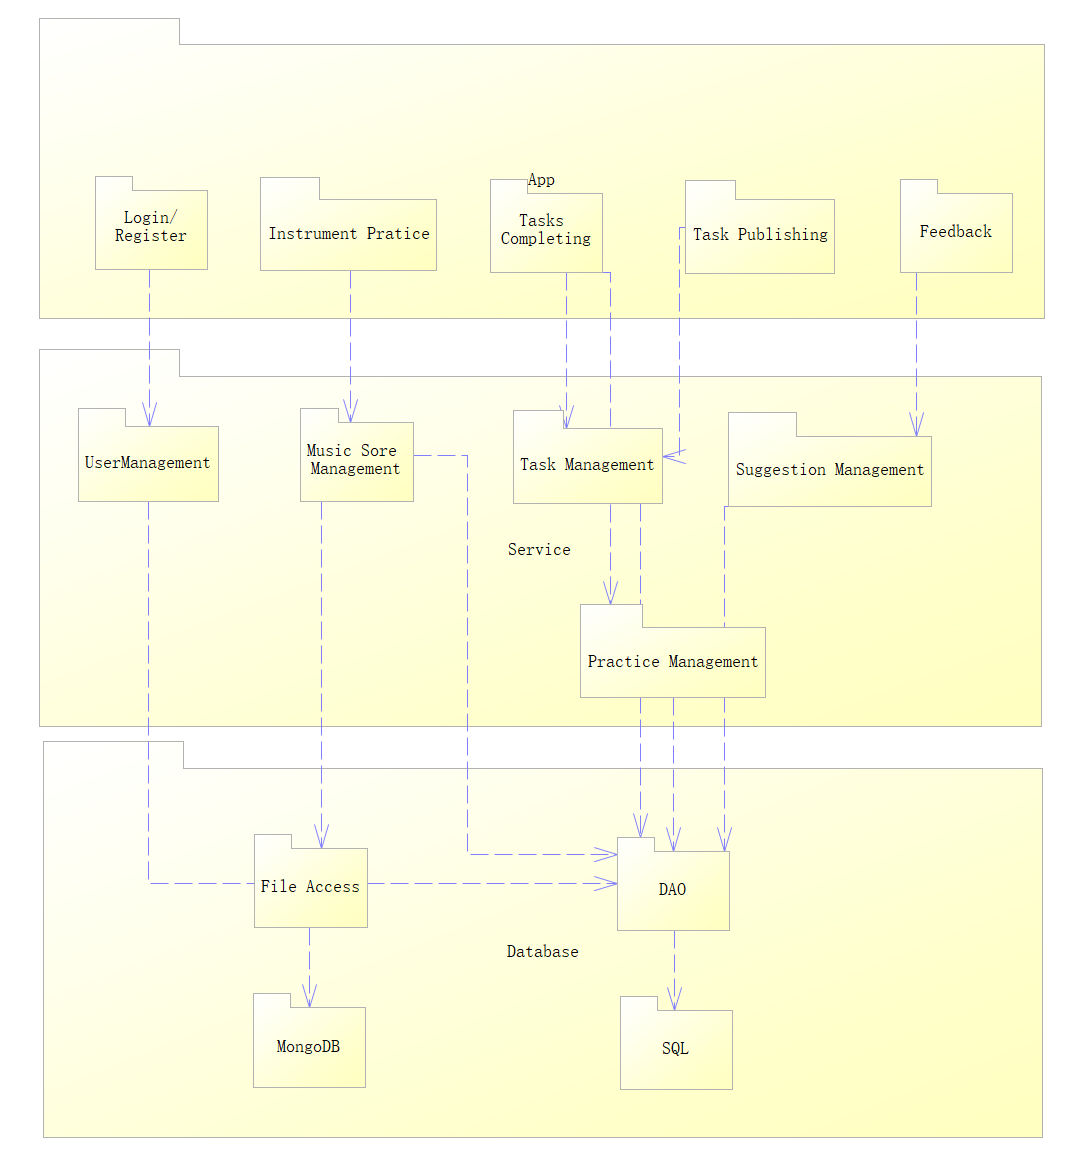 App
Login/
Register
Instrument Pratice
Tasks
Completing
Task Publishing
Feedback
UserManagement
Music Sore
Management
Task Management
Suggestion Management
Service
Practice Management
File Access
DAO
Database
MongoDB
SQL